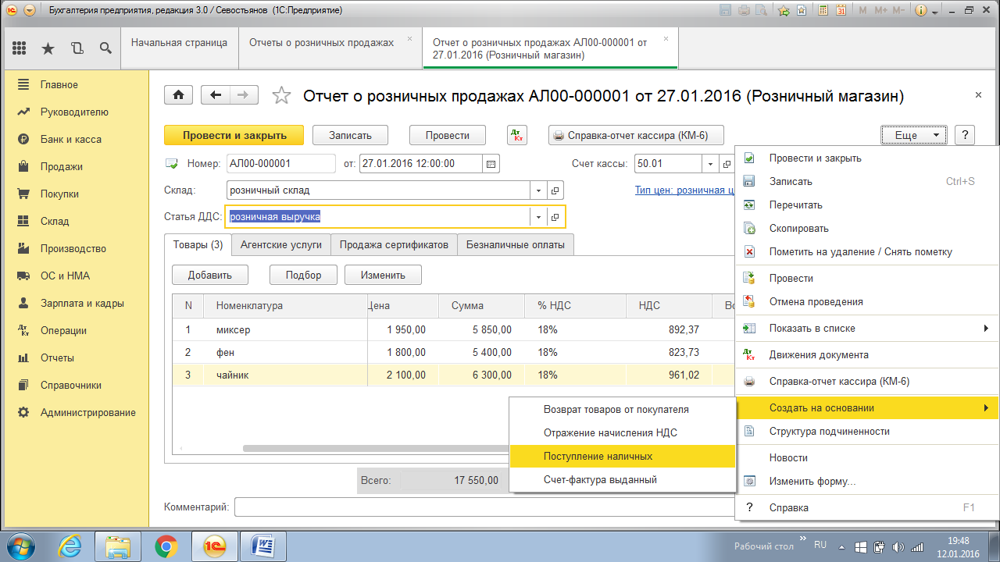 Бухгалтерия предприятия, редакция 3.0 / Севостьянов (1С:Предприятие)
M M+ M-
Начальная страница
Отчеты о розничных продажах
Отчет о розничных продажах АЛ00-000001 от
27.01.2016 (Розничный магазин)
Главное
Руководителю
Банк и касса
Продажи
Покупки
Склад
Производство
ОС и НМА
Зарплата и кадры
Операции
Отчеты
Справочники
Администрирование
Отчет о розничных продажах АЛ00-000001 от 27.01.2016 (Розничный магазин)
Провести и закрыть
Записать
Провести
Справка-отчет кассира (КМ-6)
Еще
?
Номер: АЛ00-000001 от: 27.01.2016 12:00:00 Счет кассы: 50.01
Склад: розничный склад Тип цен: розничная ц
Статья ДДС: розничная выручка
Товары (3) Агентские услуги Продажа сертификатов Безналичные оплаты
Добавить Подбор Изменить
N Номенклатура Цена Сумма % НДС НДС Вс
1 миксер 1 950,00 5 850,00 18% 892,37
2 фен 1 800,00 5 400,00 18% 823,73
3 чайник 2 100,00 6 300,00 18% 961,02
Всего: 17 550,00
Комментарий:
Провести и закрыть
Записать Ctrl+S
Перечитать
Скопировать
Пометить на удаление / Снять пометку
Провести
Отмена проведения
Показать в списке
Движения документа
Справка-отчет кассира (КМ-6)
Создать на основании
Структура подчиненности
Новости
Изменить форму...
? Справка F1
Возврат товаров от покупателя
Отражение начисления НДС
Поступление наличных
Счет-фактура выданный
Рабочий стол » RU
19:48
12.01.2016